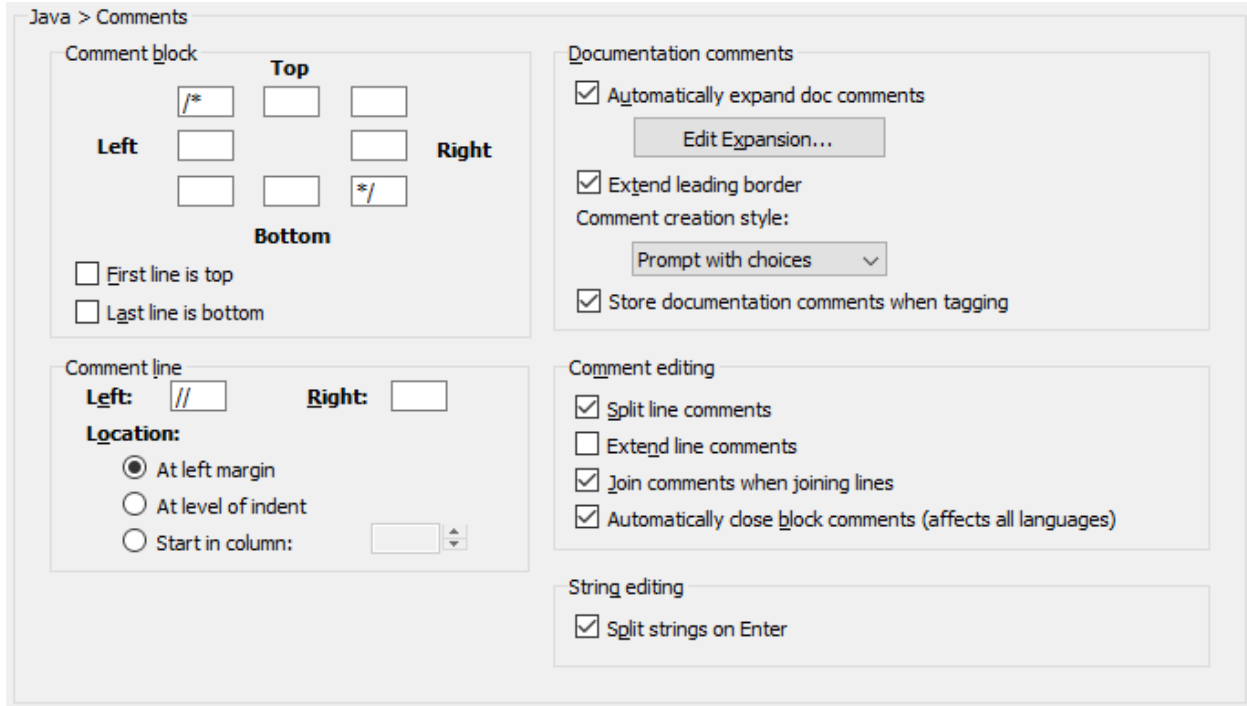 Java > Comments
Comment block
Top
/*
Left
Right
*/
Bottom
First line is top
Last line is bottom
Comment line
Left: // Right:
Location:
At left margin
At level of indent
Start in column:
Documentation comments
Automatically expand doc comments
Edit Expansion...
Extend leading border
Comment creation style:
Prompt with choices
Store documentation comments when tagging
Comment editing
Split line comments
Extend line comments
Join comments when joining lines
Automatically close block comments (affects all languages)
String editing
Split strings on Enter